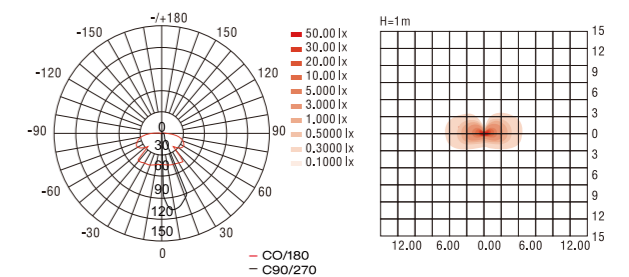 -/+180
-150 150
-120 120
-90 90
-60 60
-30 30
0
0
30
60
90
120
150
— CO/180
— C90/270
50.00 lx
30.00 lx
20.00 lx
10.00 lx
5.000 lx
3.000 lx
1.000 lx
0.5000 lx
0.3000 lx
0.1000 lx
H=1m
15
12
9
6
3
0
3
6
9
12
15
12.00 6.00 0.00 6.00 12.00